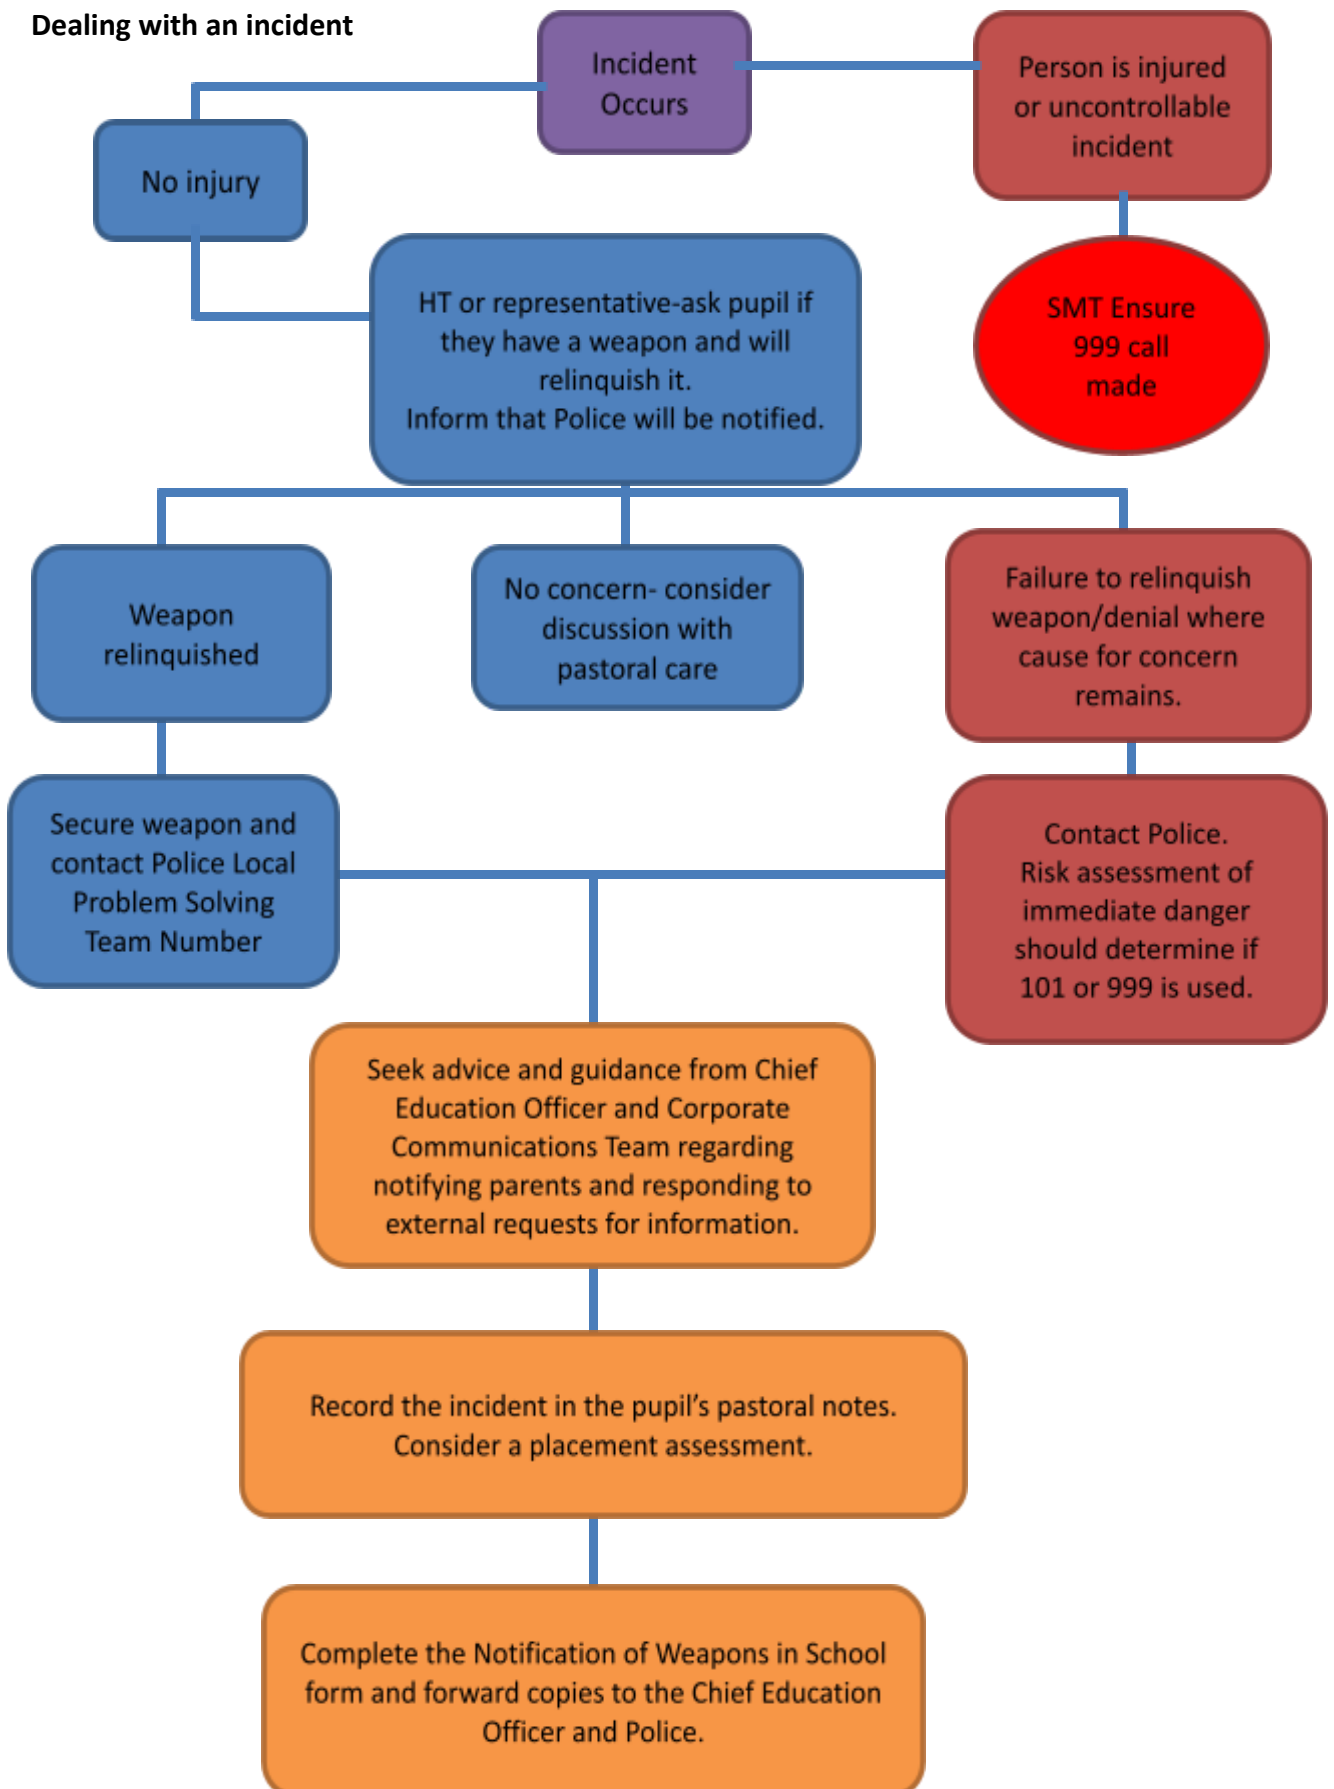 Dealing with an incident
Incident
Occurs
Person is injured
or uncontrollable
incident
No injury
HT or representative-ask pupil if
they have a weapon and will
relinquish it.
Inform that Police will be notified.
SMT Ensure
999 call
made
Weapon
relinquished
No concern- consider
discussion with
pastoral care
Failure to relinquish
weapon/denial where
cause for concern
remains.
Secure weapon and
contact Police Local
Problem Solving
Team Number
Contact Police.
Risk assessment of
immediate danger
should determine if
101 or 999 is used.
Seek advice and guidance from Chief
Education Officer and Corporate
Communications Team regarding
notifying parents and responding to
external requests for information.
Record the incident in the pupil’s pastoral notes.
Consider a placement assessment.
Complete the Notification of Weapons in School
form and forward copies to the Chief Education
Officer and Police.